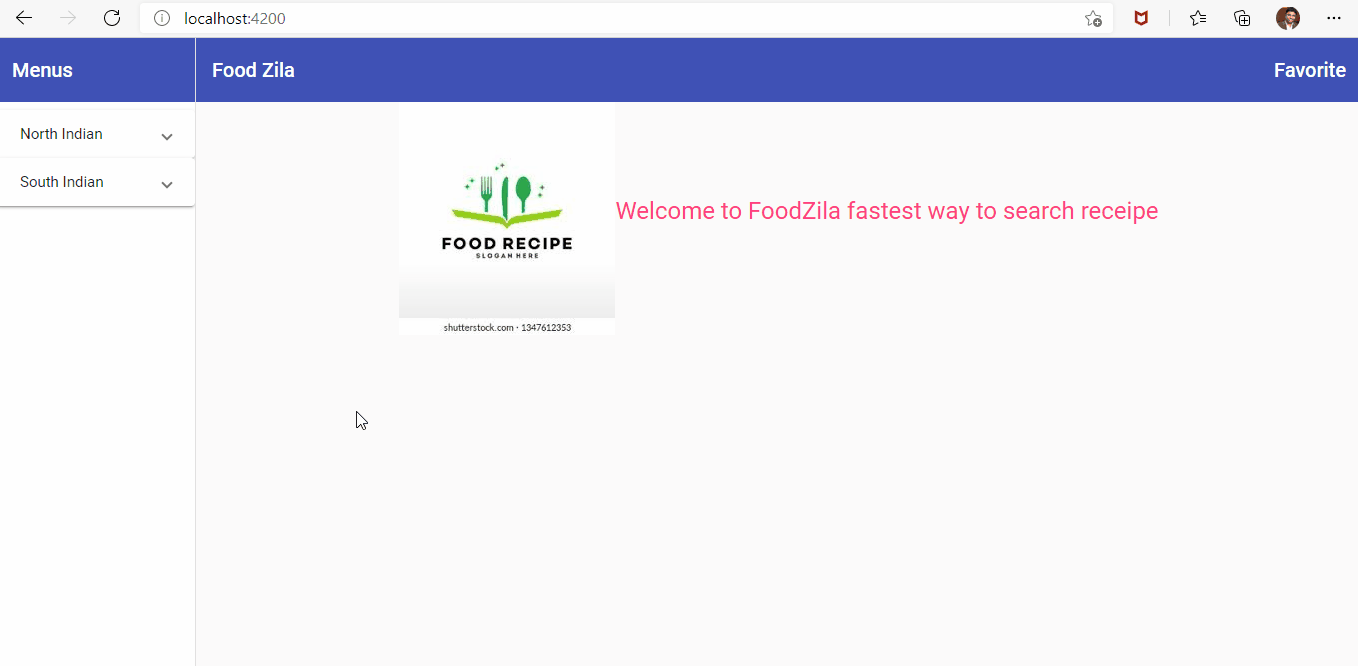 localhost:4200
Menus
Food Zila
Favorite
North Indian
South Indian
FOOD RECIPE
SLOGAN HERE
shutterstock.com · 1347612353
Welcome to FoodZila fastest way to search receipe